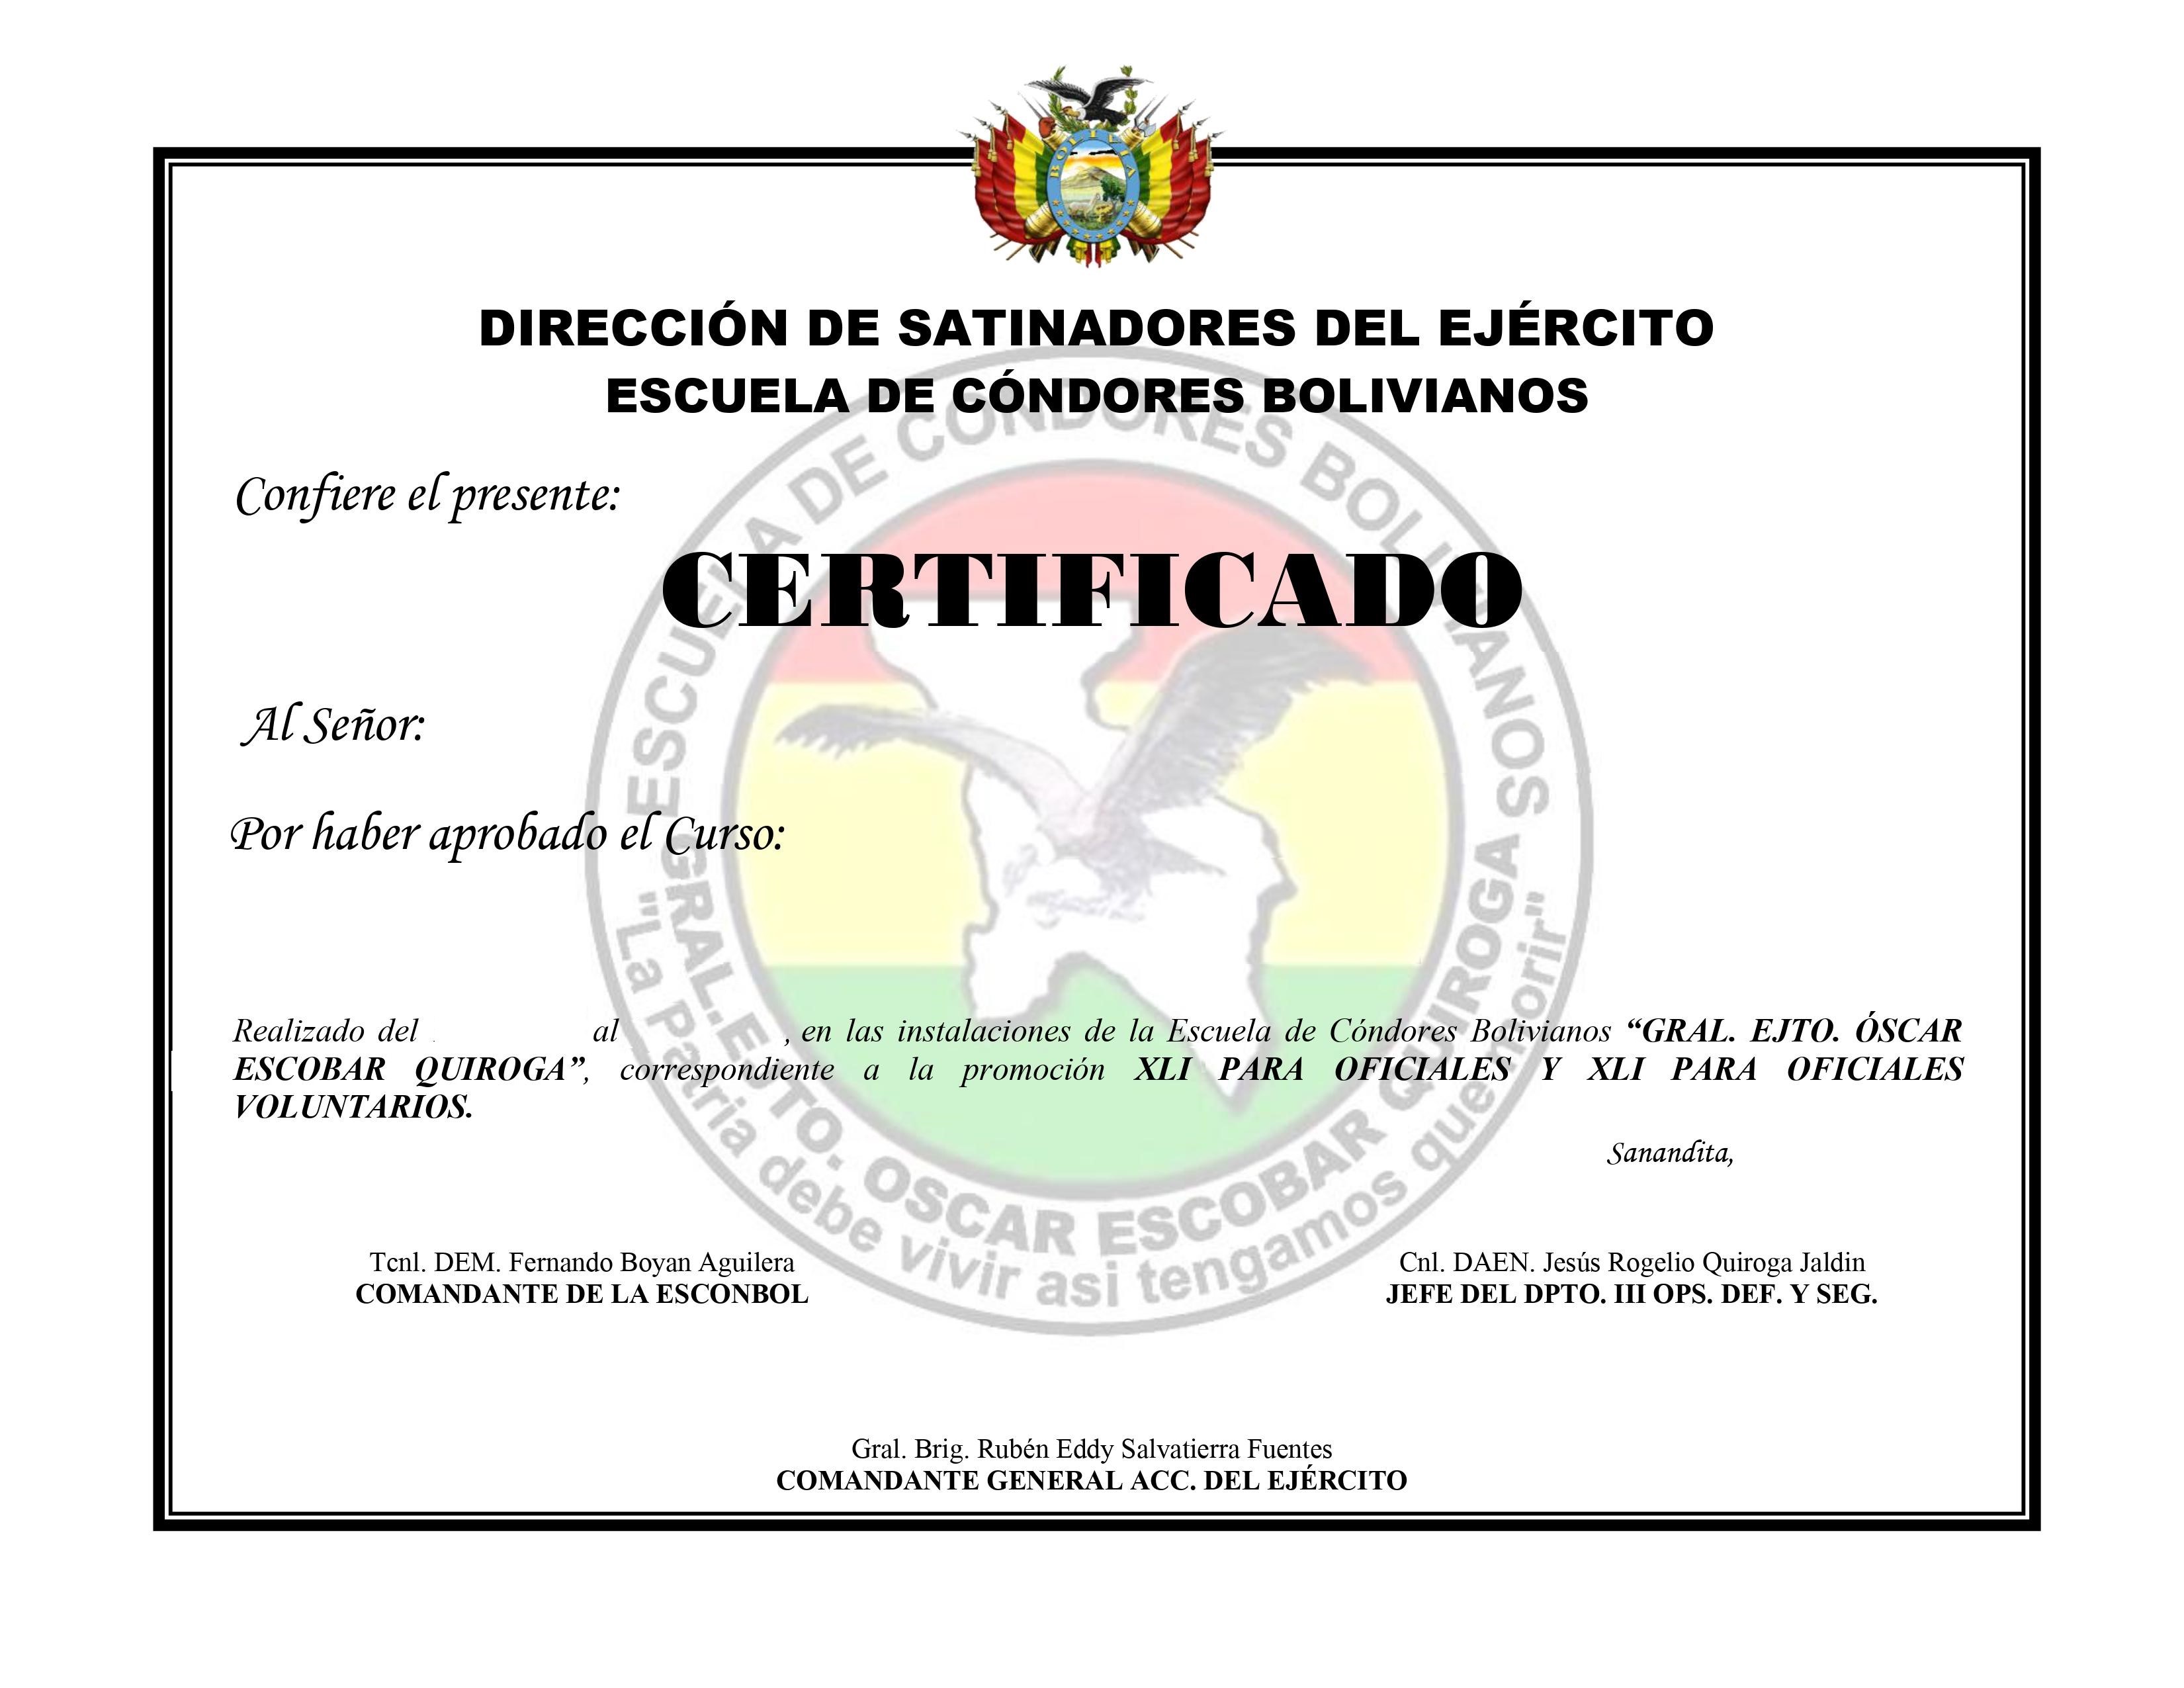 BOLIVIA
DIRECCIÓN DE SATINADORES DEL EJÉRCITO
ESCUELA DE CÓNDORES BOLIVIANOS
Confiere el presente:
CERTIFICADO
Al Señor:
Por haber aprobado el Curso:
Realizado del al , en las instalaciones de la Escuela de Cóndores Bolivianos “GRAL. EJTO. ÓSCAR
ESCOBAR QUIROGA”, correspondiente a la promoción XLI PARA OFICIALES Y XLI PARA OFICIALES
VOLUNTARIOS.
Sanandita,
Tcnl. DEM. Fernando Boyan Aguilera
COMANDANTE DE LA ESCONBOL
Cnl. DAEN. Jesús Rogelio Quiroga Jaldin
JEFE DEL DPTO. III OPS. DEF. Y SEG.
Gral. Brig. Rubén Eddy Salvatierra Fuentes
COMANDANTE GENERAL ACC. DEL EJÉRCITO
ESCUELA DE CONDORES BOLIVIANOS
GRAL. EJTO. OSCAR ESCOBAR QUIROGA
"La Patria debe vivir asi tengamos que morir"